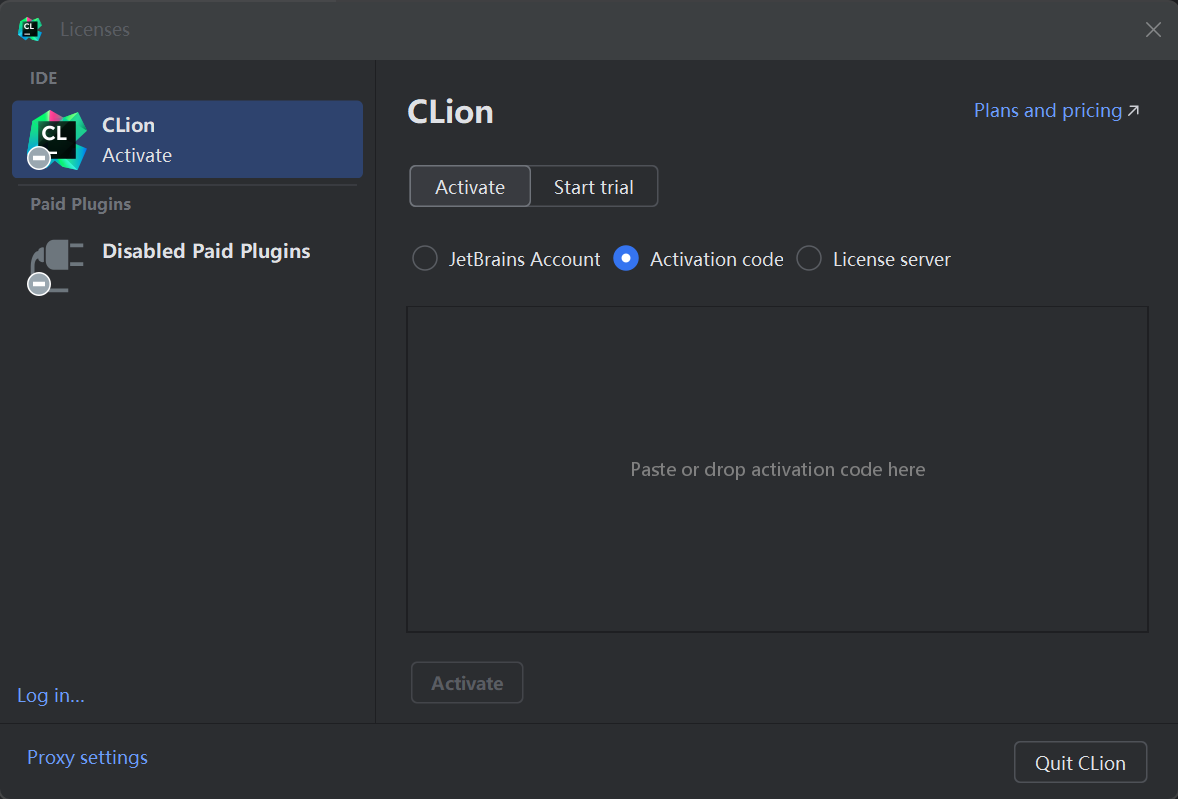 CL
Licenses
IDE
CL
CLion
Activate
Paid Plugins
Disabled Paid Plugins
Log in...
CLion
Plans and pricing
Activate
Start trial
JetBrains Account
Activation code
License server
Paste or drop activation code here
Activate
Proxy settings
Quit CLion